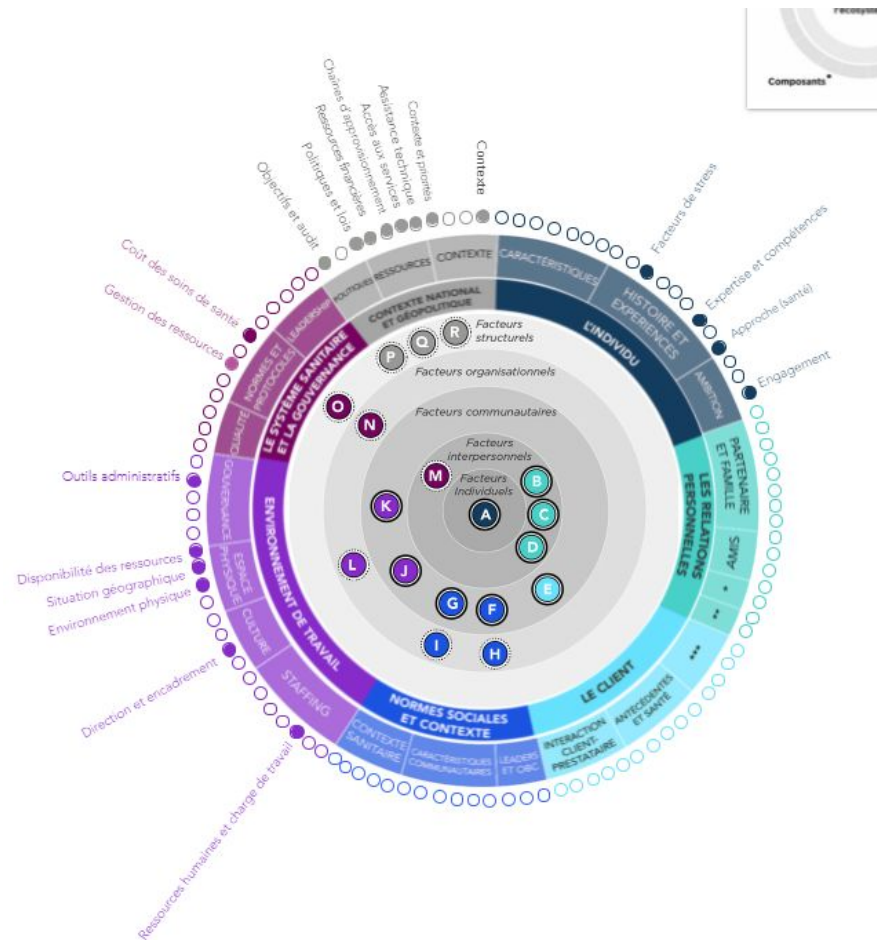 l'écosystè
Composants*
Objectifs et audit
Politiques et lois
Ressources financières
Chaînes d'approvisionnement
Accès aux services
Assistance technique
Contexte et priorités
Contexte
Facteurs de stress
Expertise et compétences
Approche (santé)
Engagement
Coût des soins de santé
Gestion des ressources
Outils administratifs
Disponibilité des ressources
Situation géographique
Environnement physique
Direction et encadrement
Ressources humaines et charge de travail
POLITIQUES
RESSOURCES
CONTEXTE
CARACTÉRISTIQUES
HISTOIRE ET
EXPÉRIENCES
AMBITION
PARTENAIRE
ET FAMILLE
AMIS
*
**
***
ANTÉCÉDENTES
ET SANTÉ
INTERACTION
CLIENT-
PRESTATAIRE
LEADERS
ET OBC
CARACTÉRISTIQUES
COMMUNAUTAIRES
CONTEXTE
SANITAIRE
STAFFING
CULTURE
ESPACE
PHYSIQUE
GOUVERNANCE
QUALITÉ
NORMES ET
PROTOCOLES
LEADERSHIP
CONTEXTE NATIONAL
ET GÉOPOLITIQUE
L'INDIVIDU
LES RELATIONS
PERSONNELLES
LE CLIENT
NORMES SOCIALES
ET CONTEXTE
ENVIRONNEMENT DE TRAVAIL
LE SYSTÈME SANITAIRE
ET LA GOUVERNANCE
Facteurs
structurels
Facteurs organisationnels
Facteurs communautaires
Facteurs
interpersonnels
Facteurs
Individuels
P
Q
R
O
N
M
B
A
C
K
D
L
J
E
G
F
I
H